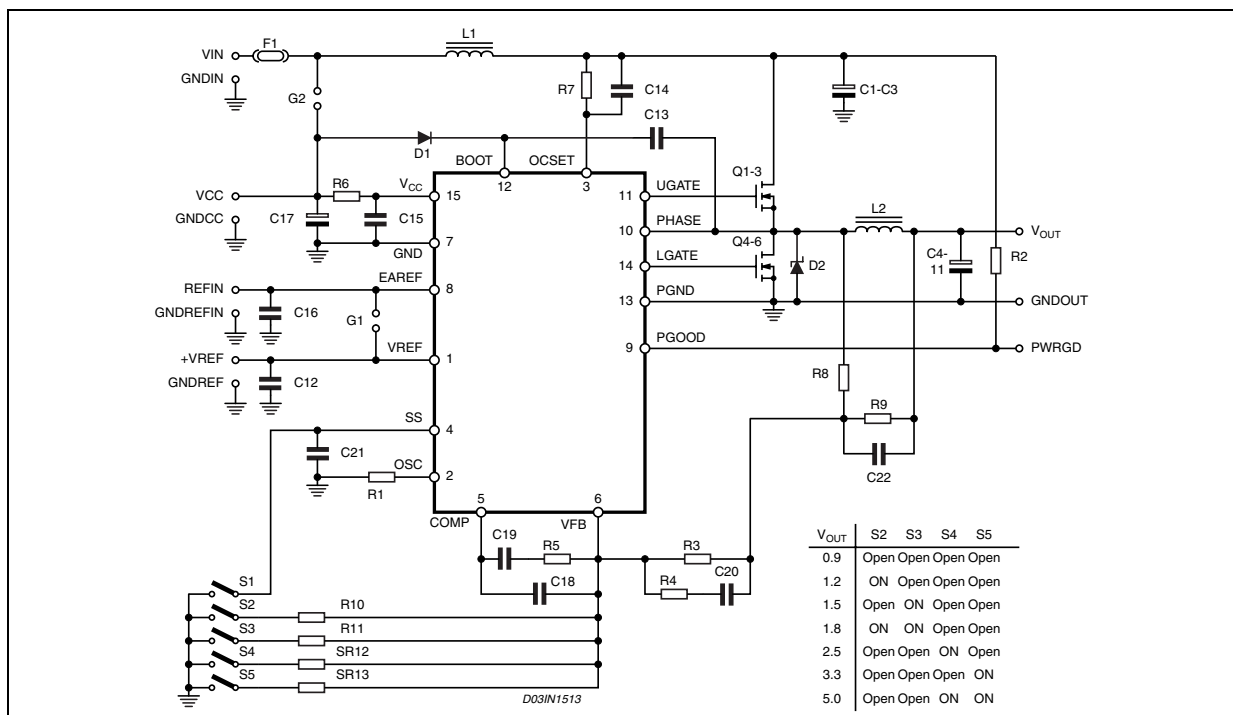 L1
VIN
F1
GNDIN
G2
R7
C14
C1-C3
C13
D1
BOOT
OCSET
12
3
Q1-3
VCC
R6
VCC
15
11
UGATE
GNDCC
C17
C15
L2
10
PHASE
VOUT
7
GND
Q4-6
14
LGATE
D2
C4-
11
R2
EAREF
REFIN
8
13
PGND
GNDOUT
GNDREFIN
C16
G1
VREF
9
PGOOD
PWRGD
+VREF
1
GNDREF
C12
R8
SS
4
R9
C21
OSC
2
R1
C22
5
6
COMP
VFB
C19
R5
R3
C20
C18
R4
S1
S2
R10
S3
R11
S4
SR12
S5
SR13
D03IN1513
VOUT S2 S3 S4 S5
0.9 Open Open Open Open
1.2 ON Open Open Open
1.5 Open ON Open Open
1.8 ON ON Open Open
2.5 Open Open ON Open
3.3 Open Open Open ON
5.0 Open Open ON ON